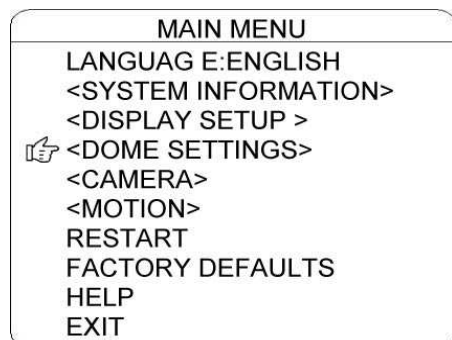 MAIN MENU
LANGUAG E:ENGLISH
<SYSTEM INFORMATION>
<DISPLAY SETUP >
<DOME SETTINGS>
<CAMERA>
<MOTION>
RESTART
FACTORY DEFAULTS
HELP
EXIT